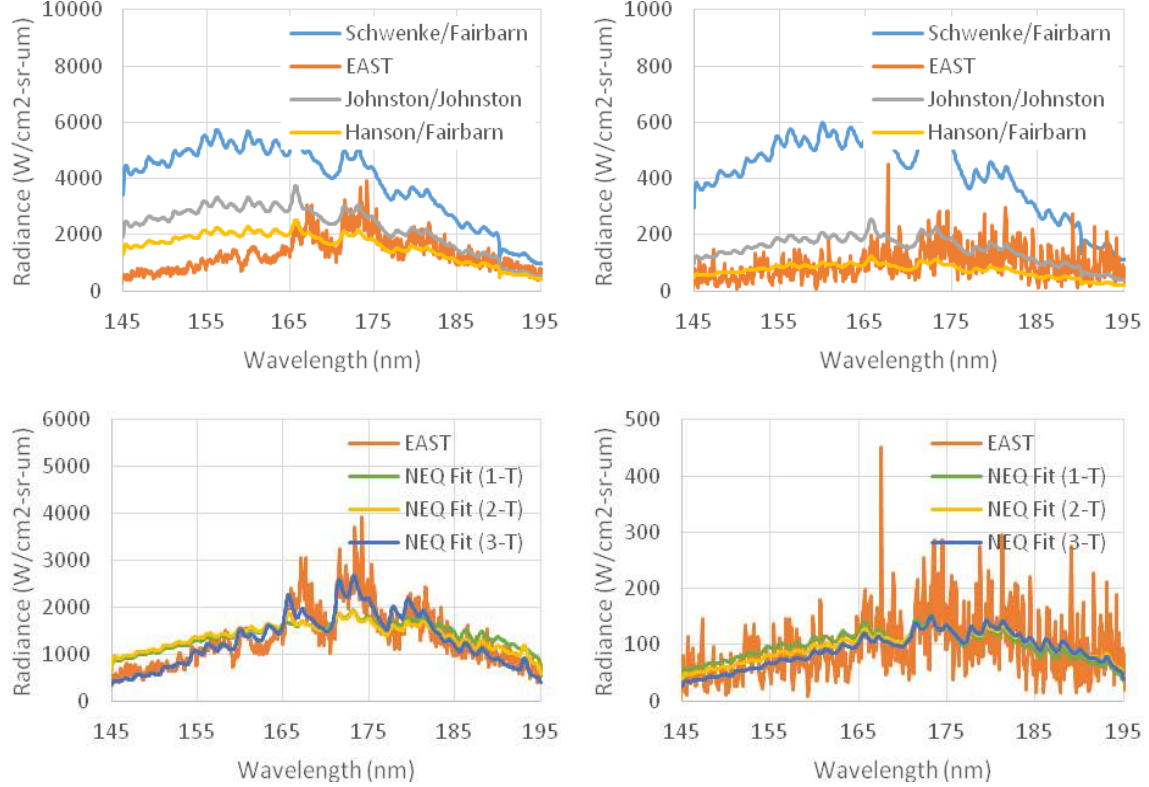 Radiance (W/cm2-sr-um)
10000
8000
6000
4000
2000
0
Schwenke/Fairbarn
EAST
Johnston/Johnston
Hanson/Fairbarn
145 155 165 175 185 195
Wavelength (nm)
Radiance (W/cm2-sr-um)
1000
800
600
400
200
0
Schwenke/Fairbarn
EAST
Johnston/Johnston
Hanson/Fairbarn
145 155 165 175 185 195
Wavelength (nm)
Radiance (W/cm2-sr-um)
6000
5000
4000
3000
2000
1000
0
EAST
NEQ Fit (1-T)
NEQ Fit (2-T)
NEQ Fit (3-T)
145 155 165 175 185 195
Wavelength (nm)
Radiance (W/cm2-sr-um)
500
400
300
200
100
0
EAST
NEQ Fit (1-T)
NEQ Fit (2-T)
NEQ Fit (3-T)
145 155 165 175 185 195
Wavelength (nm)